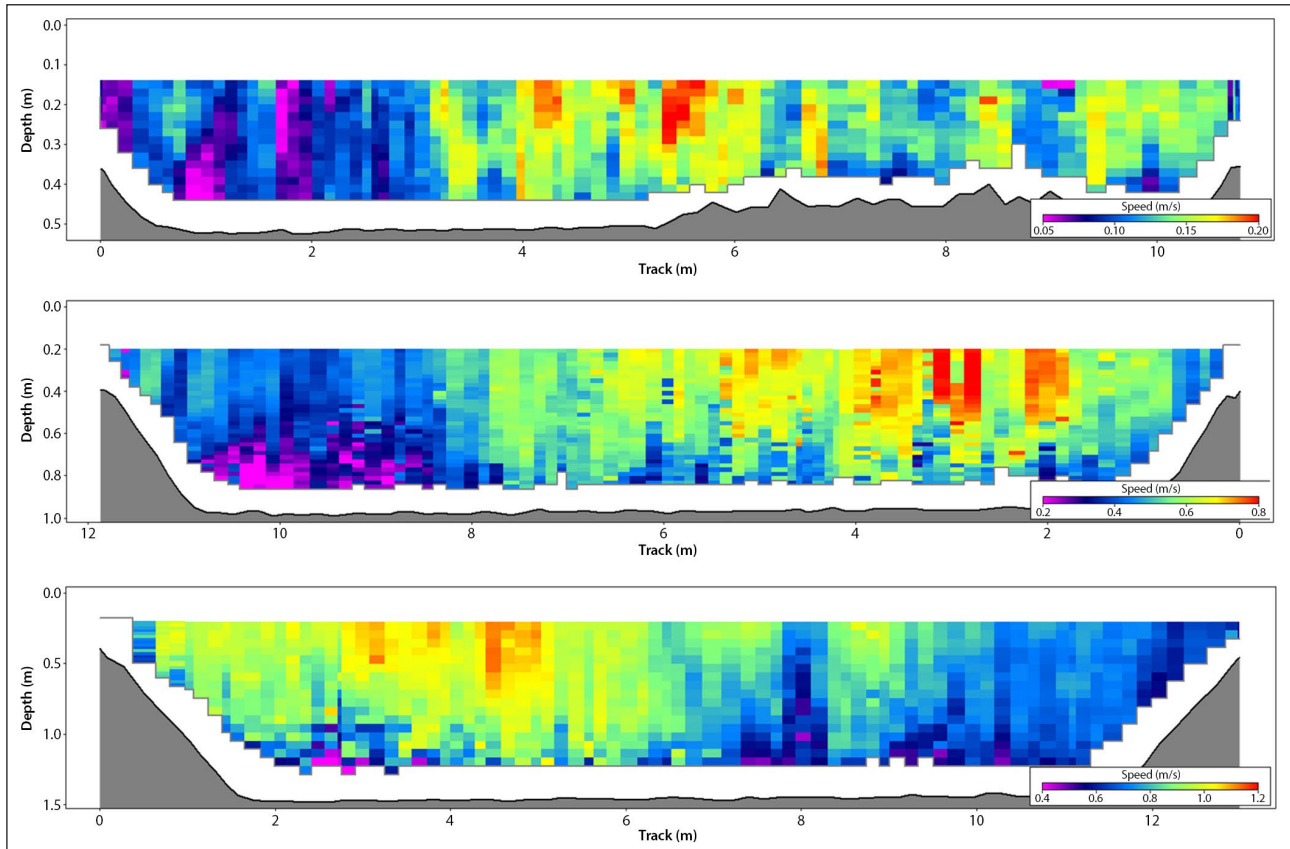 0.0
0.1
0.2
0.3
0.4
0.5
Depth (m)
Speed (m/s)
0.05 0.10 0.15 0.20
0 2 4 6 8 10
Track (m)
0.0
0.2
0.4
0.6
0.8
1.0
Depth (m)
Speed (m/s)
0.2 0.4 0.6 0.8
12 10 8 6 4 2 0
Track (m)
0.0
0.5
1.0
1.5
Depth (m)
Speed (m/s)
0.4 0.6 0.8 1.0 1.2
0 2 4 6 8 10 12
Track (m)